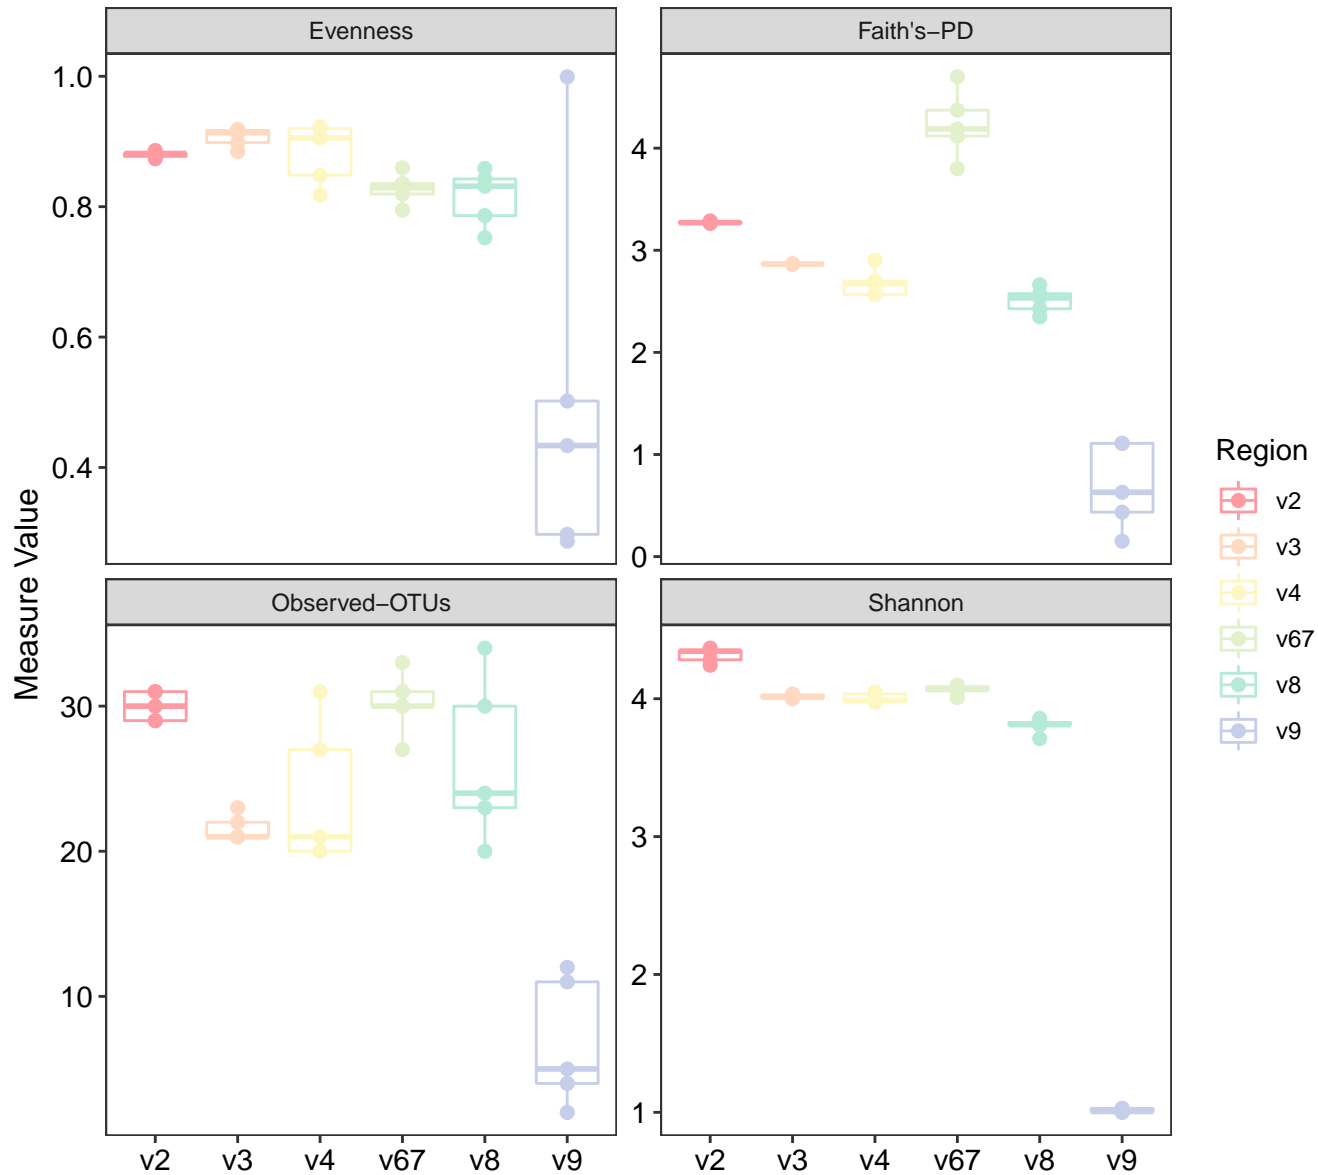 Evenness
Faith's−PD
1.0
0.8
0.6
0.4
4
3
2
1
0
Measure Value
Observed−OTUs
Shannon
30
20
10
4
3
2
1
v2 v3 v4 v67 v8 v9
v2 v3 v4 v67 v8 v9
Region
v2
v3
v4
v67
v8
v9